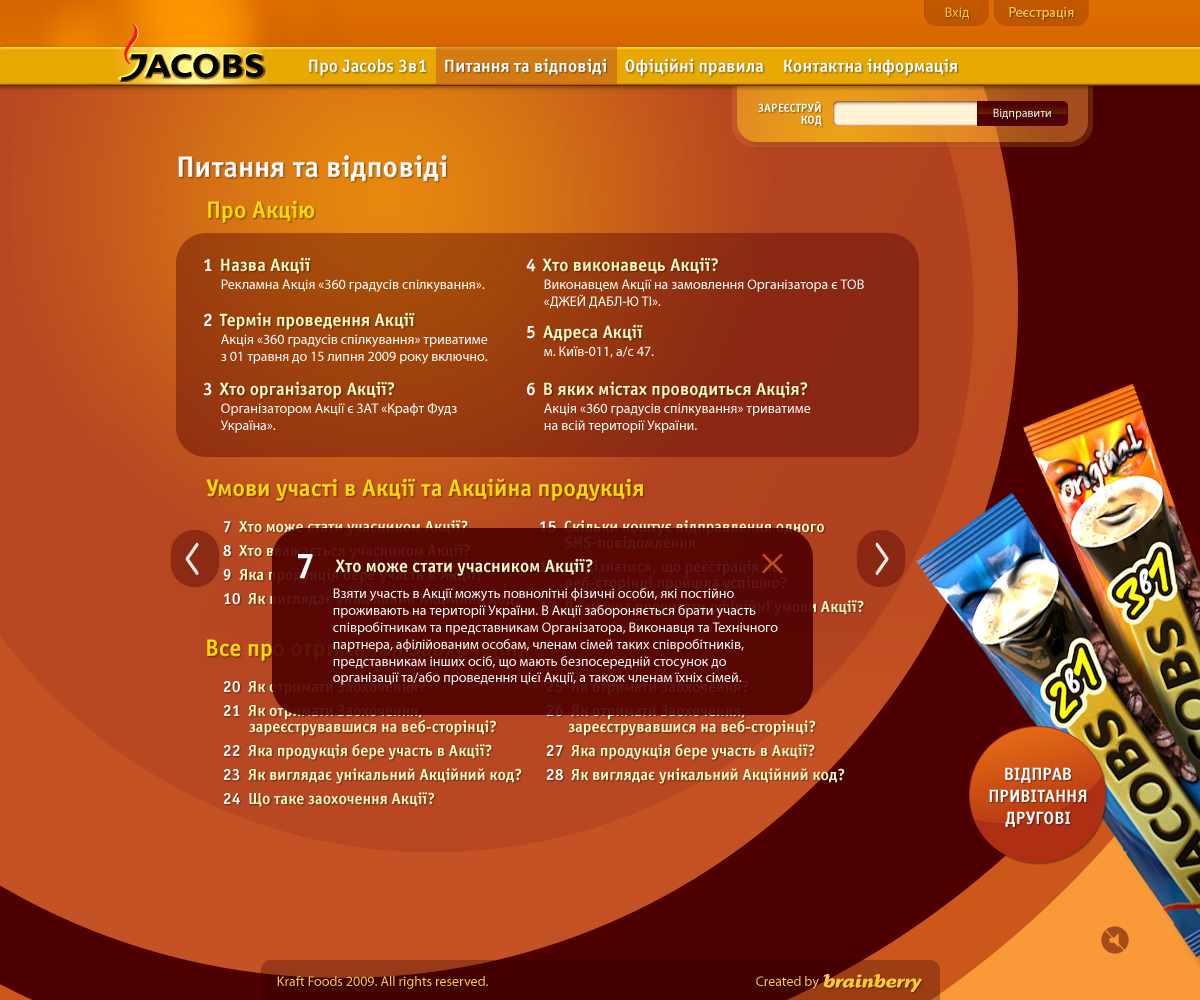 Вхід
Реєстрація
JACOBS
Про Jacobs 3в1
Питання та відповіді
Офіційні правила
Контактна інформація
ЗАРЕЄСТРУЙ
КОД
Відправити
Питання та відповіді
Про Акцію
1 Назва Акції
Рекламна Акція «360 градусів спілкування».
2 Термін проведення Акції
Акція «360 градусів спілкування» триватиме
з 01 травня до 15 липня 2009 року включно.
3 Хто організатор Акції?
Організатором Акції є ЗАТ «Крафт Фудз
Україна».
4 Хто виконавець Акції?
Виконавцем Акції на замовлення Організатора є ТОВ
«ДЖЕЙ ДАБЛ-Ю ТІ».
5 Адреса Акції
м. Київ-011, а/с 47.
6 В яких містах проводиться Акція?
Акція «360 градусів спілкування» триватиме
на всій території України.
Умови участі в Акції та Акційна продукція
7 Хто може стати учасником Акції?
8 Хто вважається учасником Акції?
9 Яка продукція бере участь в Акції?
10 Як виглядає
15 Скільки коштує відправлення одного
SMS-повідомлення
дізнатися, що реєстрація
веб-сторінці пройшла успішно?
умови Акції?
7 Хто може стати учасником Акції?
Взяти участь в Акції можуть повнолітні фізичні особи, які постійно
проживають на території України. В Акції забороняється брати участь
співробітникам та представникам Організатора, Виконавця та Технічного
партнера, афілійованим особам, членам сімей таких співробітників,
представникам інших осіб, що мають безпосередній стосунок до
організації та/або проведення цієї Акції, а також членам їхніх сімей.
Все про
20 Як отримати Заохочення?
21 Як отримати Заохочення,
зареєструвавшися на веб-сторінці?
22 Яка продукція бере участь в Акції?
23 Як виглядає унікальний Акційний код?
24 Що таке заохочення Акції?
25 Як отримати Заохочення?
26 Як отримати Заохочення,
зареєструвавшися на веб-сторінці?
27 Яка продукція бере участь в Акції?
28 Як виглядає унікальний Акційний код?
original
3в1
JACOBS
2в1
JACOBS
ВІДПРАВ
ПРИВІТАННЯ
ДРУГОВІ
Kraft Foods 2009. All rights reserved.
Created by brainberry